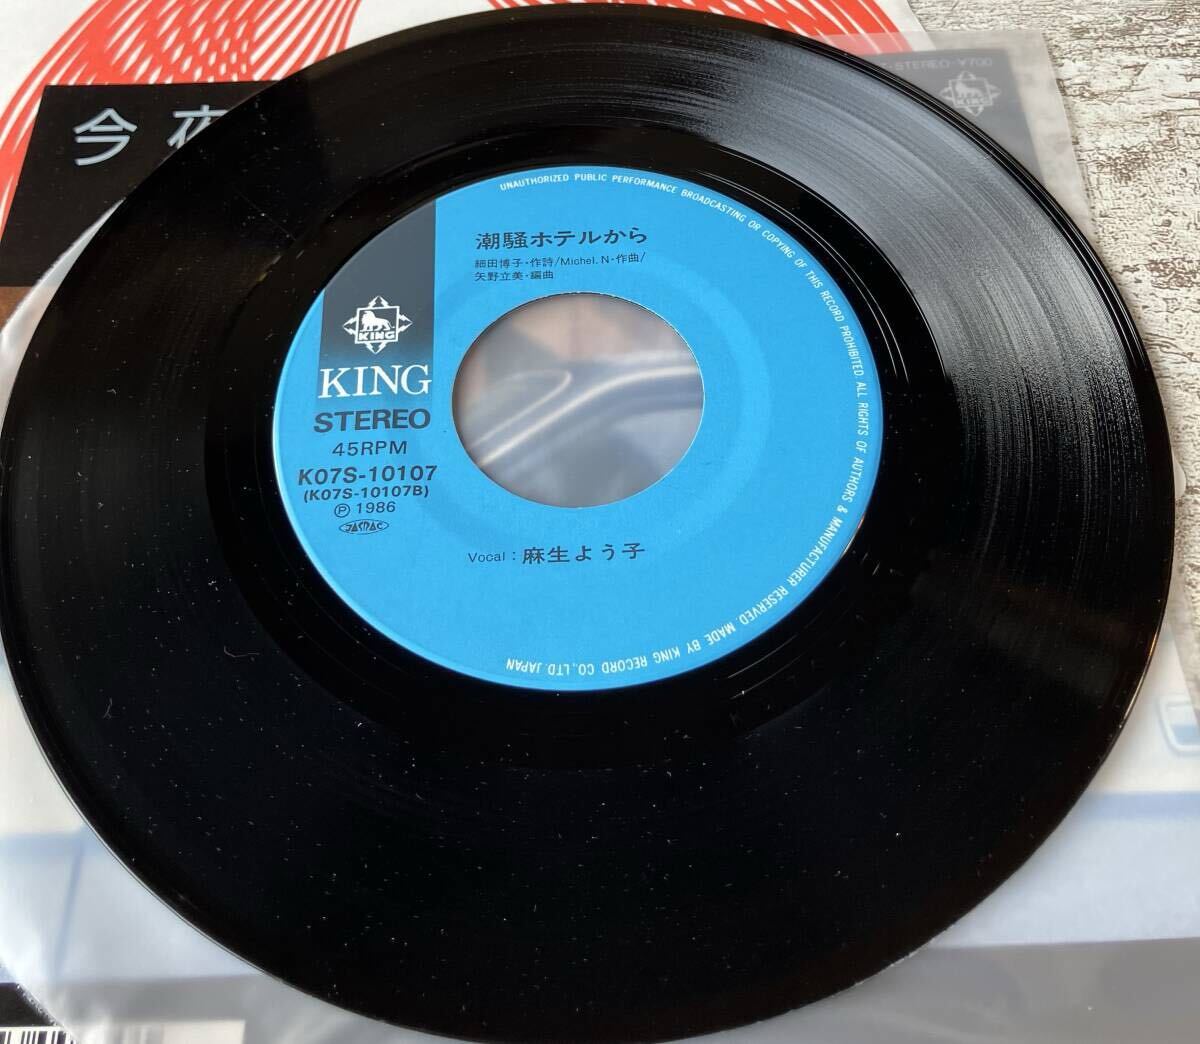 今夜
STEREO・¥700
UNAUTHORIZED PUBLIC PERFORMANCE BROADCASTING OR COPYING OF THIS RECORD PROHIBITED ALL RIGHTS OF AUTHORS & MANUFACTURER RESERVED. MADE BY KING RECORD CO., LTD. JAPAN
潮騒ホテルから
細田博子・作詩/Michel. N・作曲/
矢野立美・編曲
KING
KING
STEREO
45RPM
K07S-10107
(K07S-10107B)
Ⓟ 1986
JASRAC
Vocal : 麻生よう子